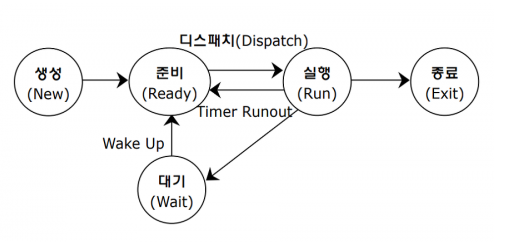 디스패치(Dispatch)
생성
(New)
준비
(Ready)
실행
(Run)
종료
(Exit)
Timer Runout
Wake Up
대기
(Wait)